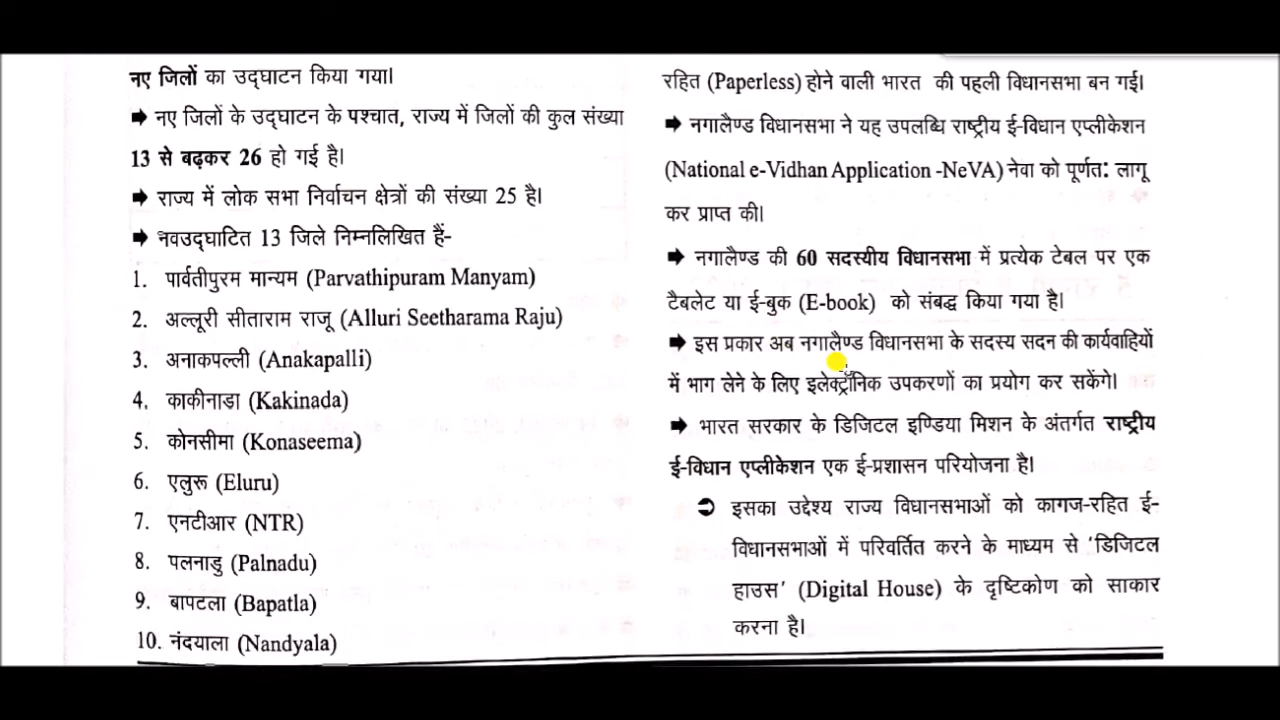 नए जिलों का उद्घाटन किया गया।
➡ नए जिलों के उद्घाटन के पश्चात, राज्य में जिलों की कुल संख्या
13 से बढ़कर 26 हो गई है।
➡ राज्य में लोक सभा निर्वाचन क्षेत्रों की संख्या 25 है।
➡ नवउद्घाटित 13 जिले निम्नलिखित हैं-
1. पार्वतीपुरम मान्यम (Parvathipuram Manyam)
2. अल्लूरी सीताराम राजू (Alluri Seetharama Raju)
3. अनाकपल्ली (Anakapalli)
4. काकीनाडा (Kakinada)
5. कोनसीमा (Konaseema)
6. एलुरू (Eluru)
7. एनटीआर (NTR)
8. पलनाडु (Palnadu)
9. बापटला (Bapatla)
10. नंदयाला (Nandyala)
रहित (Paperless) होने वाली भारत की पहली विधानसभा बन गई।
➡ नगालैण्ड विधानसभा ने यह उपलब्धि राष्ट्रीय ई-विधान एप्लीकेशन
(National e-Vidhan Application -NeVA) नेवा को पूर्णत: लागू
कर प्राप्त की।
➡ नगालैण्ड की 60 सदस्यीय विधानसभा में प्रत्येक टेबल पर एक
टैबलेट या ई-बुक (E-book) को संबद्ध किया गया है।
➡ इस प्रकार अब नगालैण्ड विधानसभा के सदस्य सदन की कार्यवाहियों
में भाग लेने के लिए इलेक्ट्रॉनिक उपकरणों का प्रयोग कर सकेंगे।
➡ भारत सरकार के डिजिटल इण्डिया मिशन के अंतर्गत राष्ट्रीय
ई-विधान एप्लीकेशन एक ई-प्रशासन परियोजना है।
➲ इसका उद्देश्य राज्य विधानसभाओं को कागज-रहित ई-
विधानसभाओं में परिवर्तित करने के माध्यम से 'डिजिटल
हाउस' (Digital House) के दृष्टिकोण को साकार
करना है।